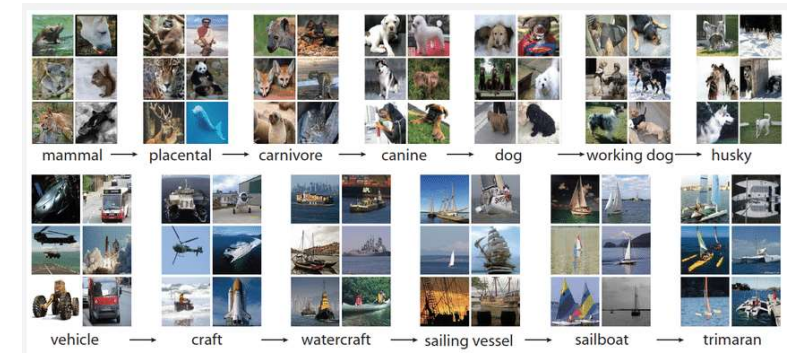 mammal → placental → carnivore → canine → dog → working dog → husky
vehicle → craft → watercraft → sailing vessel → sailboat → trimaran